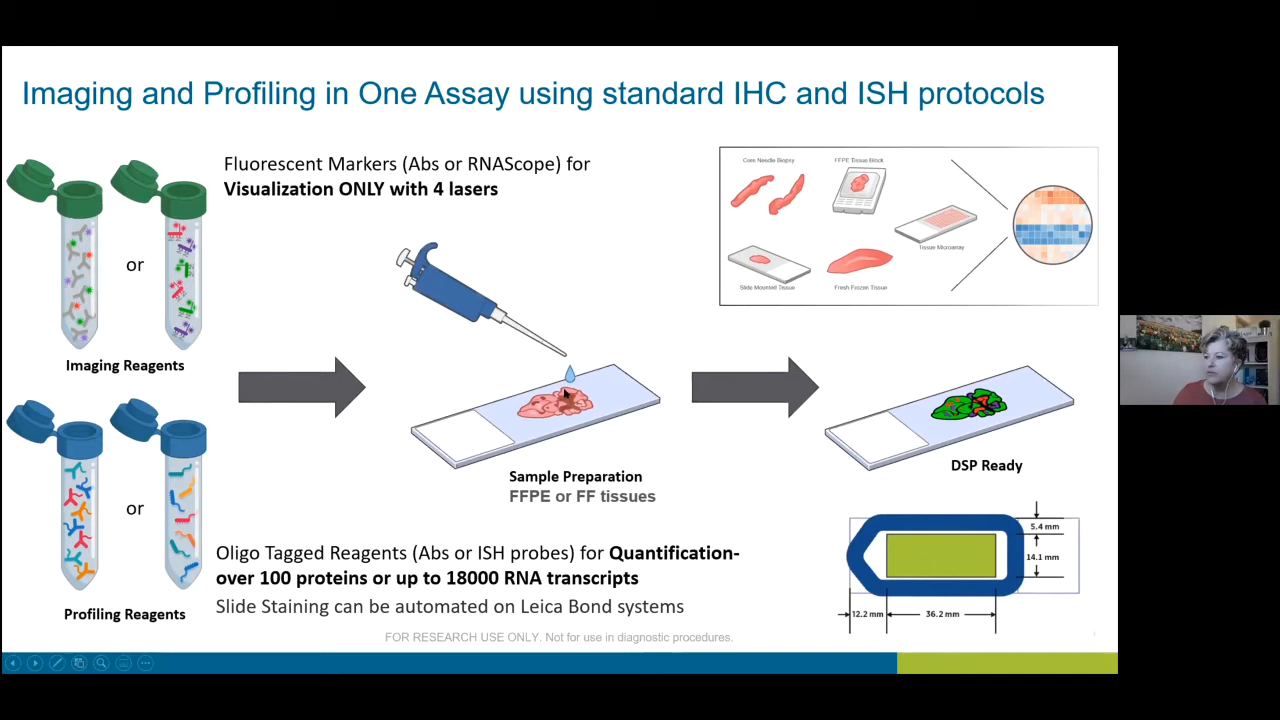 Imaging and Profiling in One Assay using standard IHC and ISH protocols
Fluorescent Markers (Abs or RNAScope) for
Visualization ONLY with 4 lasers
or
Imaging Reagents
Core Needle Biopsy
FFPE Tissue Block
Tissue Microarray
Slide Mounted Tissue
Fresh Frozen Tissue
Sample Preparation
FFPE or FF tissues
DSP Ready
or
Profiling Reagents
Oligo Tagged Reagents (Abs or ISH probes) for Quantification-
over 100 proteins or up to 18000 RNA transcripts
Slide Staining can be automated on Leica Bond systems
5.4 mm
14.1 mm
12.2 mm
36.2 mm
FOR RESEARCH USE ONLY. Not for use in diagnostic procedures.